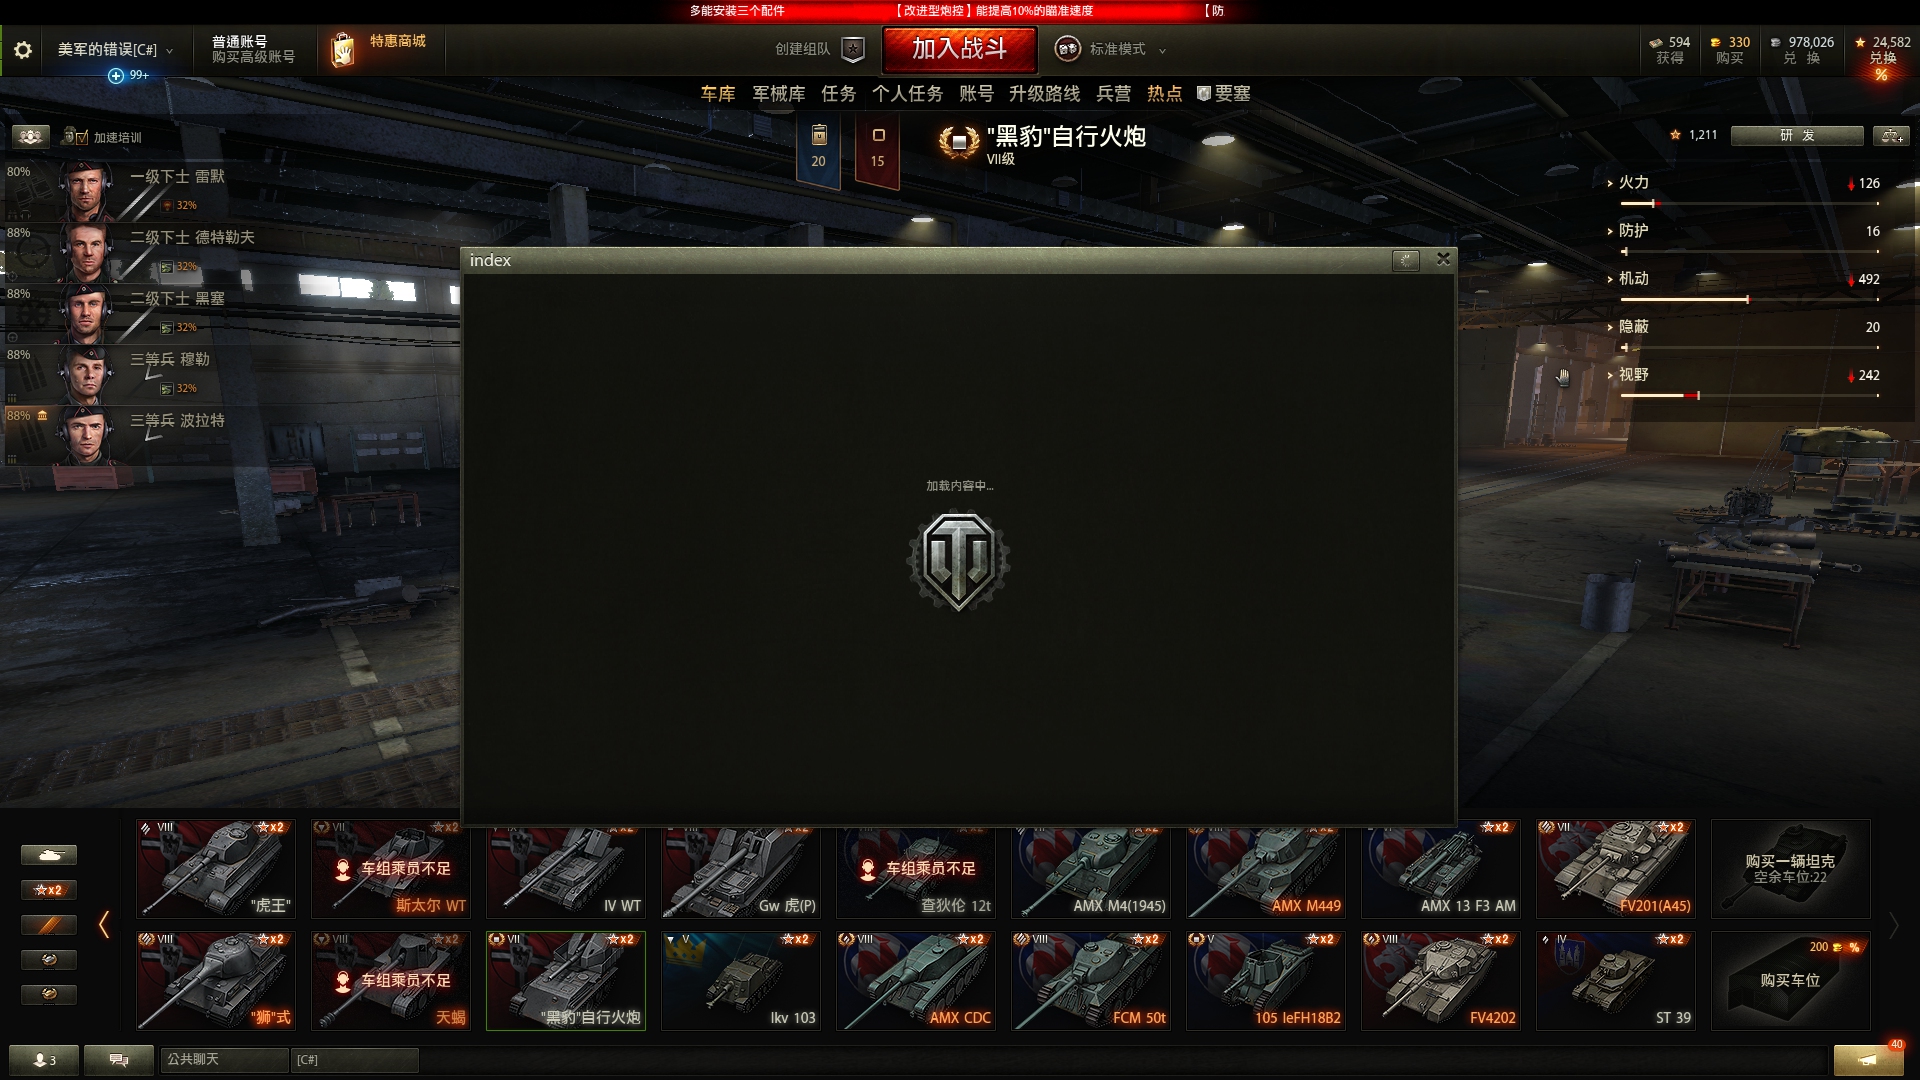 多能安装三个配件
【改进型炮控】能提高10%的瞄准速度
【防
美军的错误[C#]
99+
普通账号
购买高级账号
特惠商城
创建组队
加入战斗
标准模式
594
获得
330
购买
978,026
兑 换
24,582
兑换
%
车库 军械库 任务 个人任务 账号 升级路线 兵营 热点 要塞
加速培训
20
15
"黑豹"自行火炮
VII级
1,211
研 发
80%
一级下士 雷默
32%
88%
二级下士 德特勒夫
32%
88%
二级下士 黑塞
32%
88%
三等兵 穆勒
32%
88%
三等兵 波拉特
火力
126
防护
16
机动
492
隐蔽
20
视野
242
index
加载内容中...
x2
VIII
x2
"虎王"
VII
x2
车组乘员不足
斯太尔 WT
IV WT
Gw 虎(P)
车组乘员不足
查狄伦 12t
AMX M4(1945)
AMX M449
x2
AMX 13 F3 AM
VII
x2
FV201(A45)
购买一辆坦克
空余车位:22
VIII
x2
"狮"式
VIII
x2
车组乘员不足
天蝎
VII
x2
"黑豹"自行火炮
V
x2
Ikv 103
VIII
x2
AMX CDC
VIII
x2
FCM 50t
V
x2
105 leFH18B2
VIII
x2
FV4202
IV
x2
ST 39
200
%
购买车位
3
公共聊天
[C#]
40